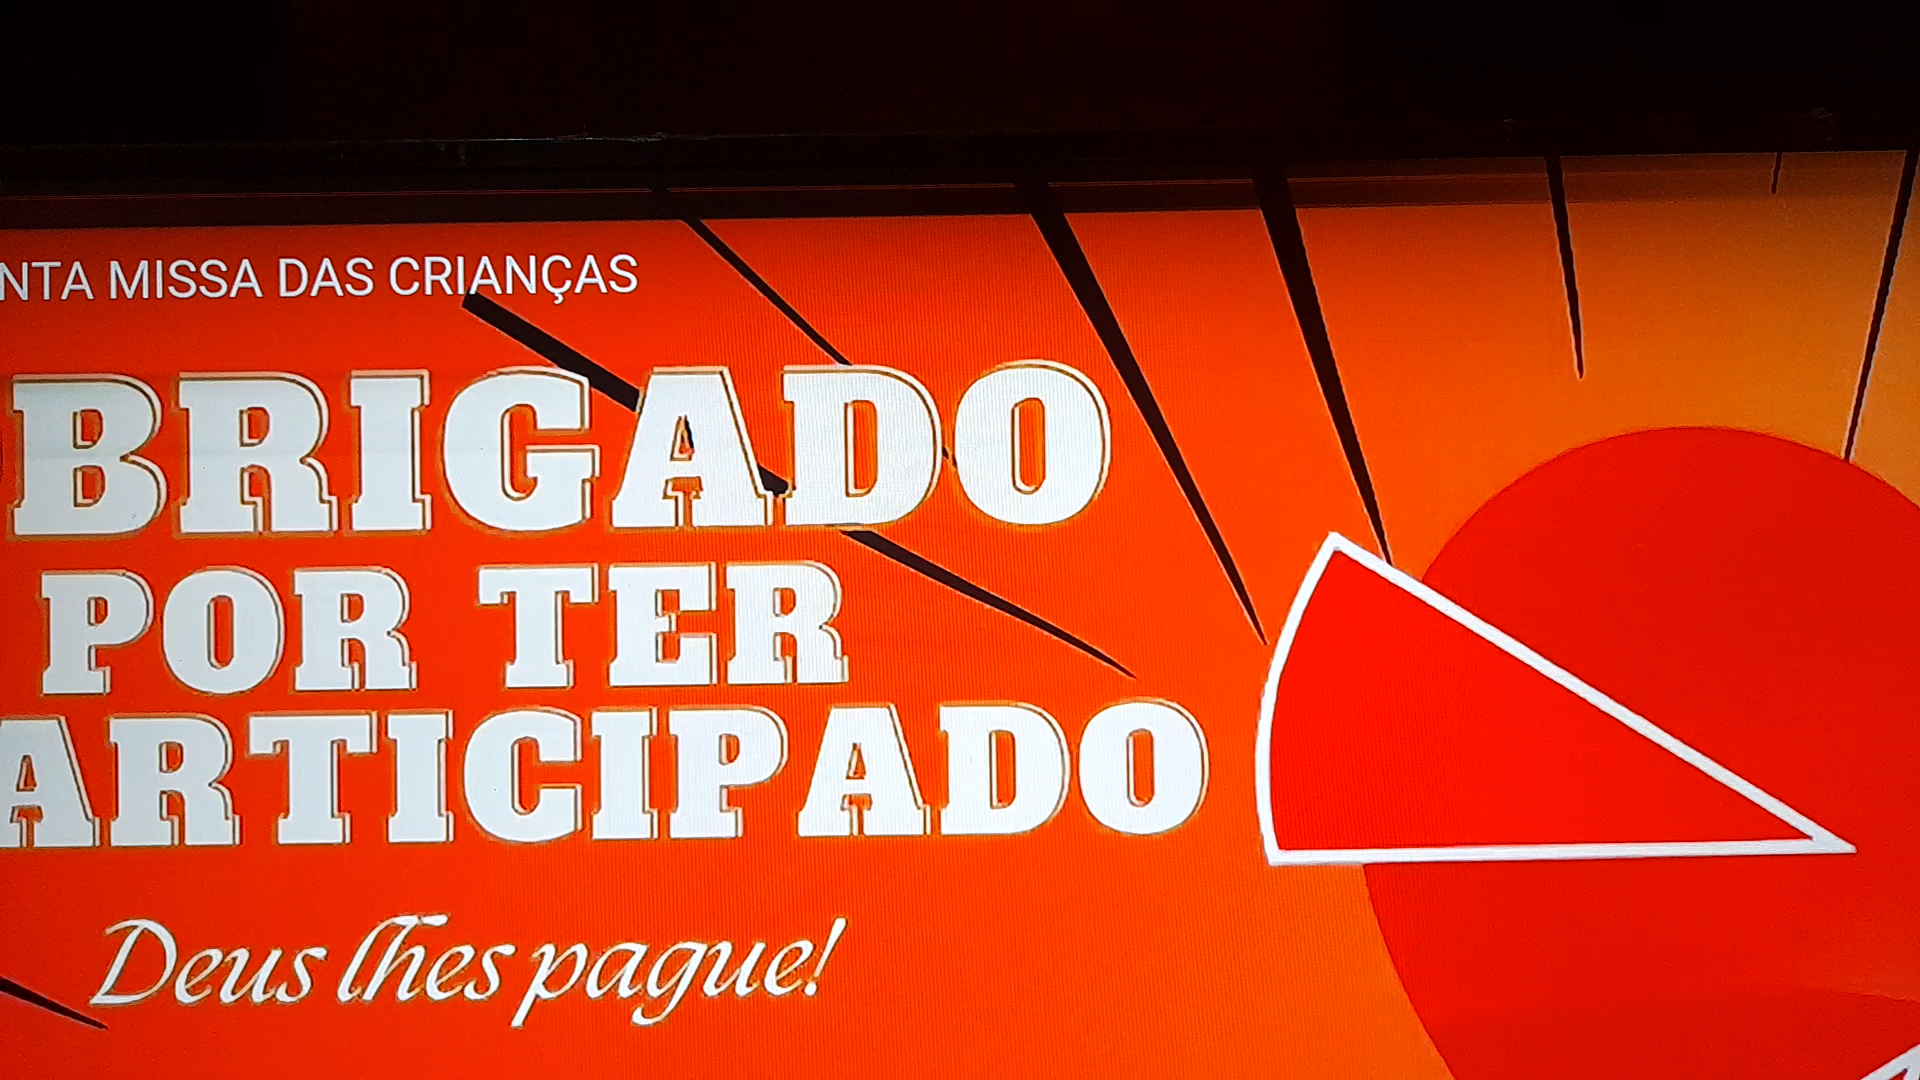 NTA MISSA DAS CRIANÇAS
BRIGADO
POR TER
ARTICIPADO
Deus lhes pague!